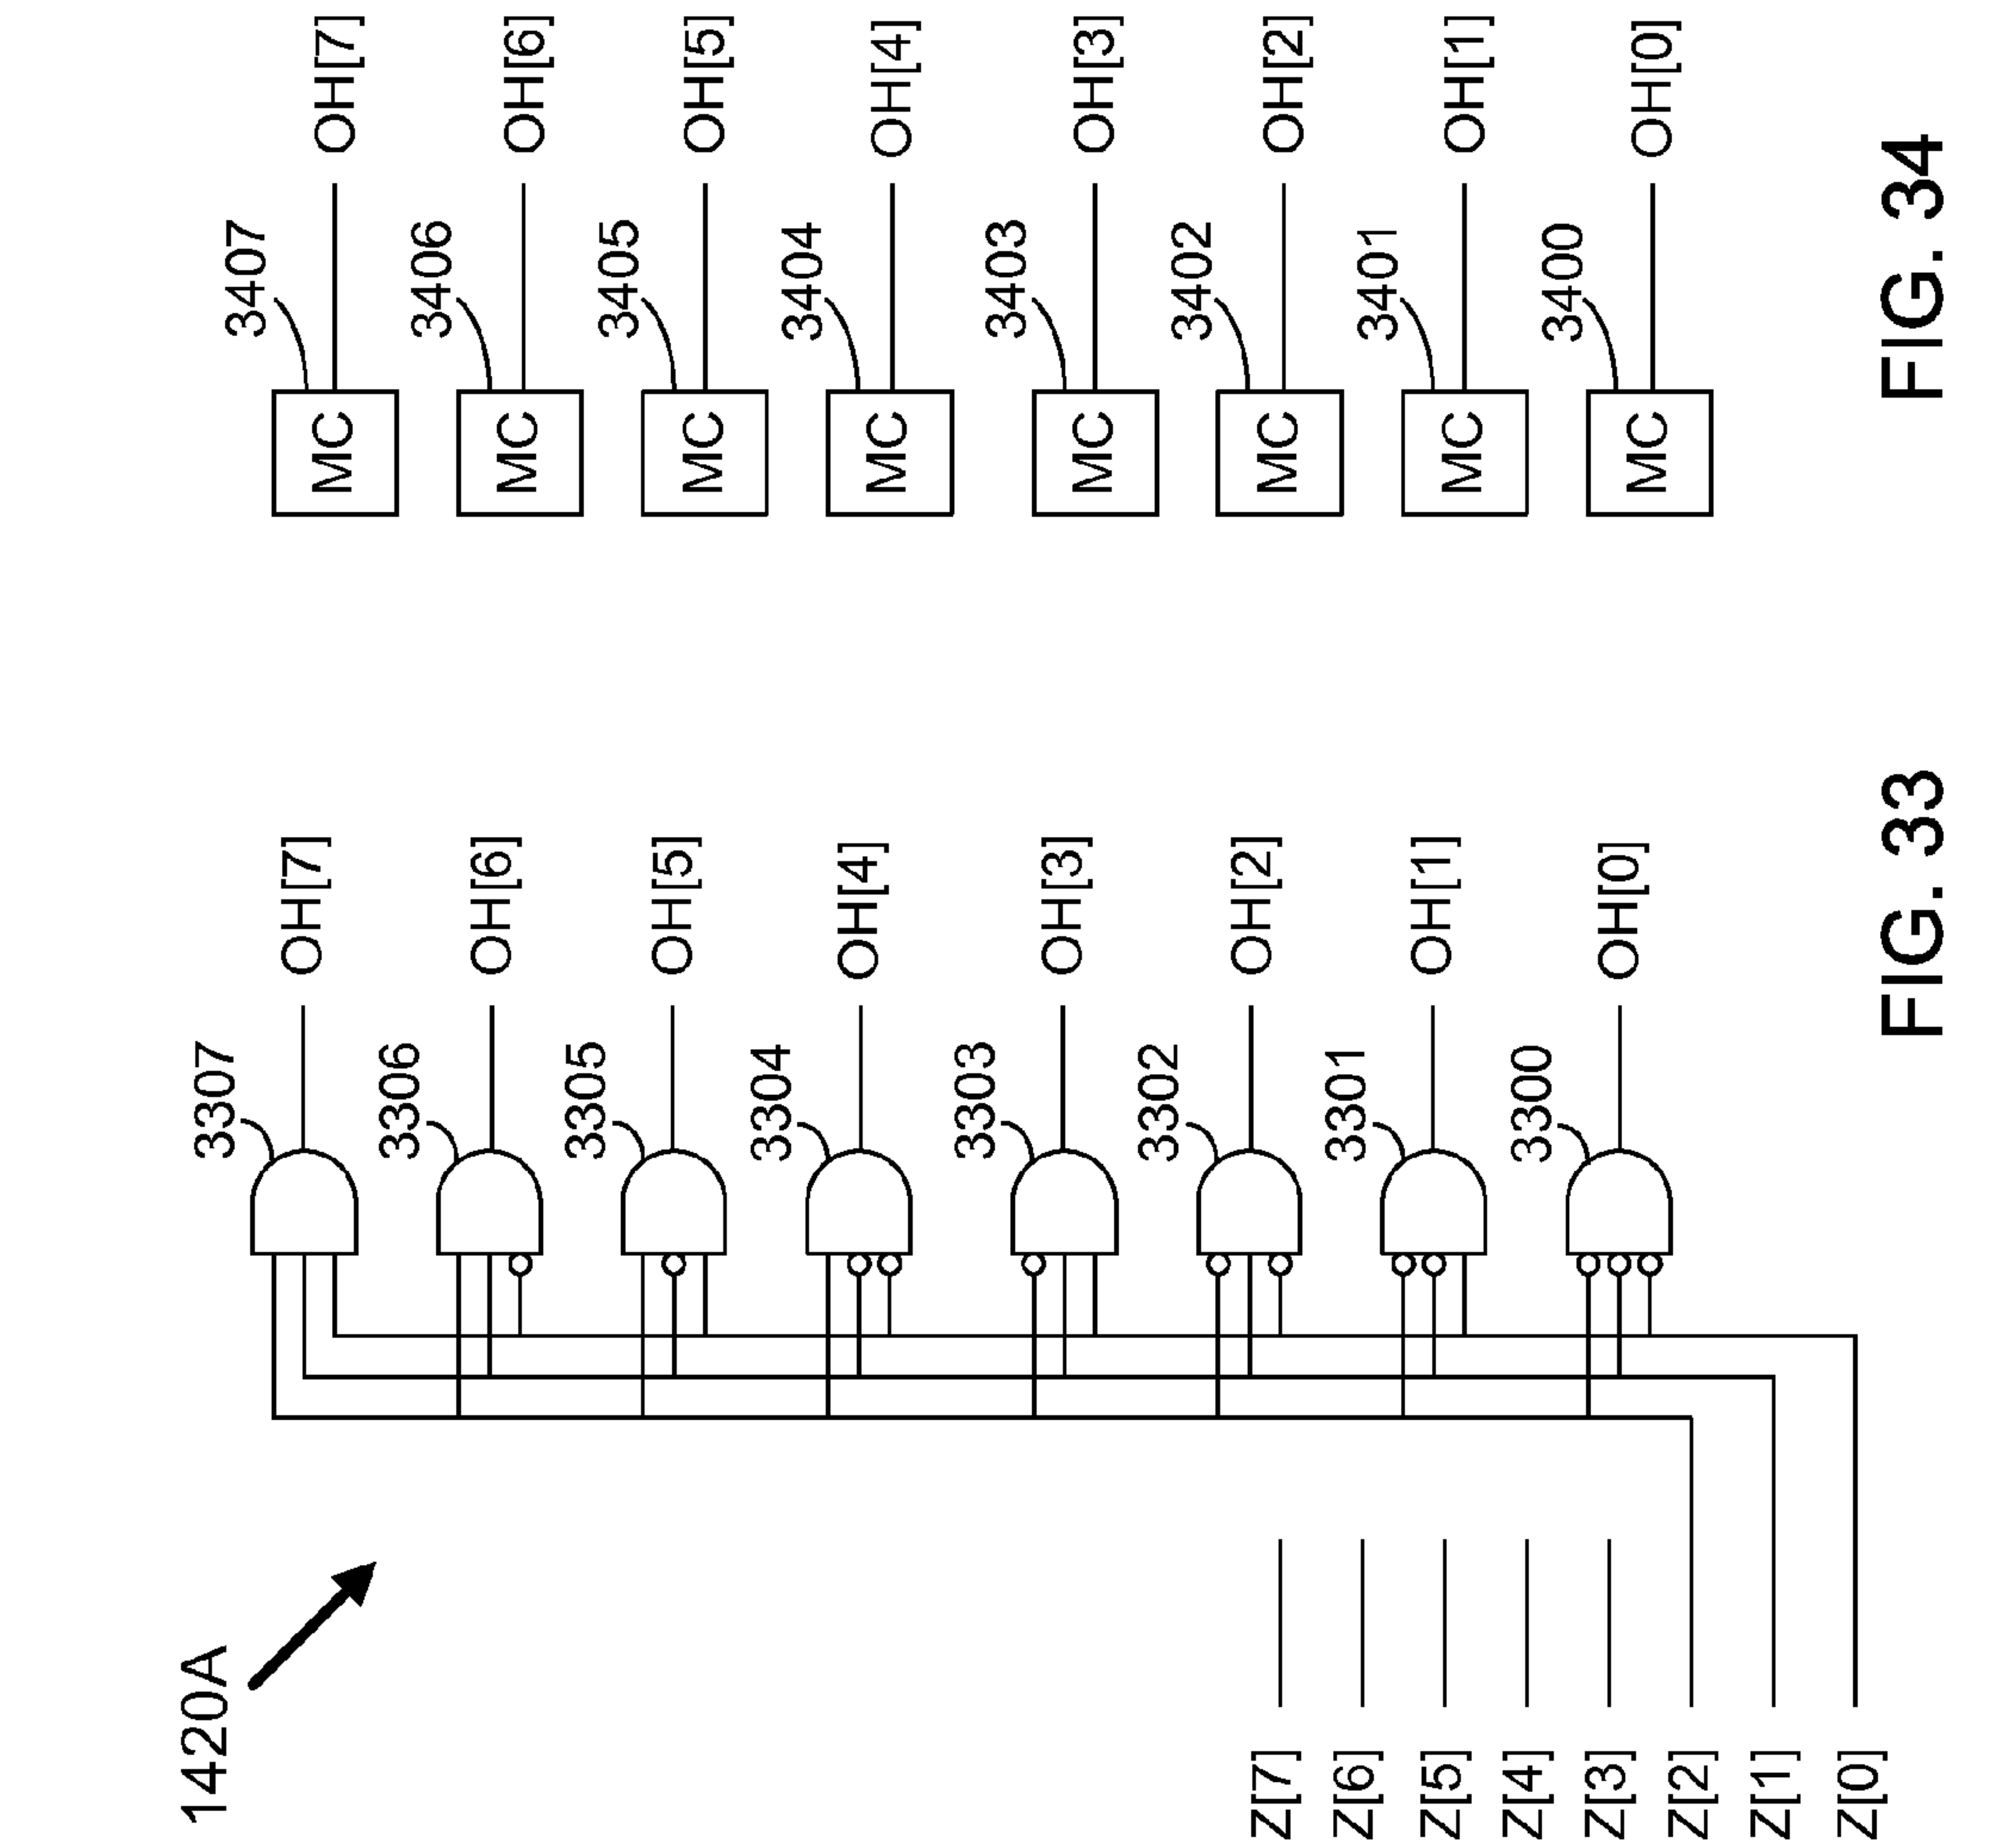 1420A
Z[7]
Z[6]
Z[5]
Z[4]
Z[3]
Z[2]
Z[1]
Z[0]
3307
OH[7]
3306
OH[6]
3305
OH[5]
3304
OH[4]
3303
OH[3]
3302
OH[2]
3301
OH[1]
3300
OH[0]
FIG. 33
MC
3407
OH[7]
MC
3406
OH[6]
MC
3405
OH[5]
MC
3404
OH[4]
MC
3403
OH[3]
MC
3402
OH[2]
MC
3401
OH[1]
MC
3400
OH[0]
FIG. 34